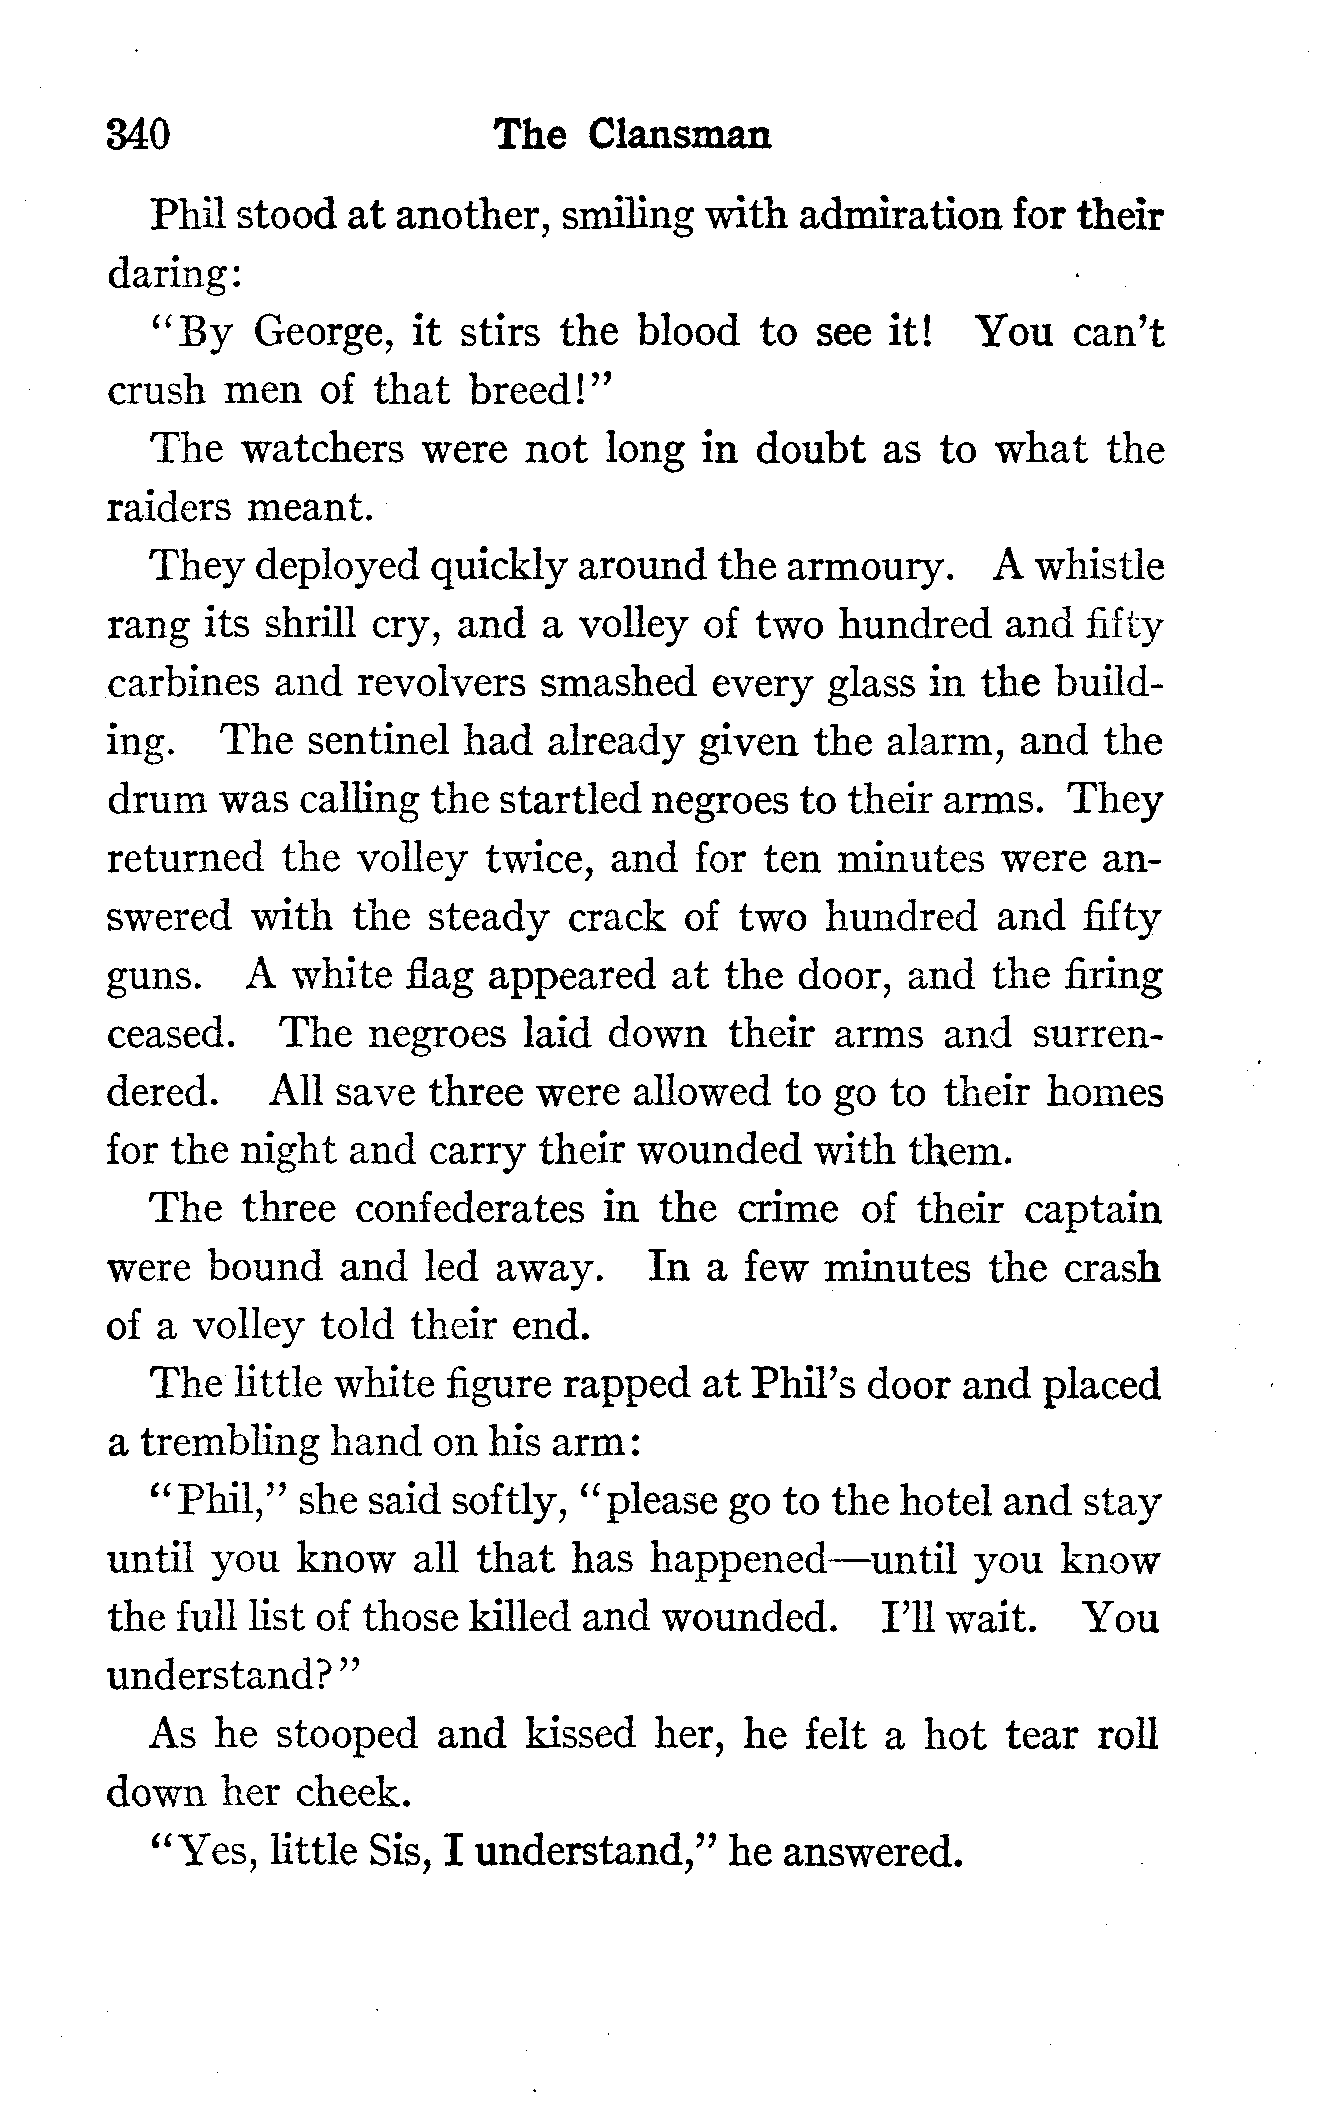 340 The Clansman
Phil stood at another, smiling with admiration for their
daring:
"By George, it stirs the blood to see it! You can't
crush men of that breed!"
The watchers were not long in doubt as to what the
raiders meant.
They deployed quickly around the armoury. A whistle
rang its shrill cry, and a volley of two hundred and fifty
carbines and revolvers smashed every glass in the build-
ing. The sentinel had already given the alarm, and the
drum was calling the startled negroes to their arms. They
returned the volley twice, and for ten minutes were an-
swered with the steady crack of two hundred and fifty
guns. A white flag appeared at the door, and the firing
ceased. The negroes laid down their arms and surren-
dered. All save three were allowed to go to their homes
for the night and carry their wounded with them.
The three confederates in the crime of their captain
were bound and led away. In a few minutes the crash
of a volley told their end.
The little white figure rapped at Phil's door and placed
a trembling hand on his arm:
"Phil," she said softly, "please go to the hotel and stay
until you know all that has happened—until you know
the full list of those killed and wounded. I'll wait. You
understand?"
As he stooped and kissed her, he felt a hot tear roll
down her cheek.
"Yes, little Sis, I understand," he answered.